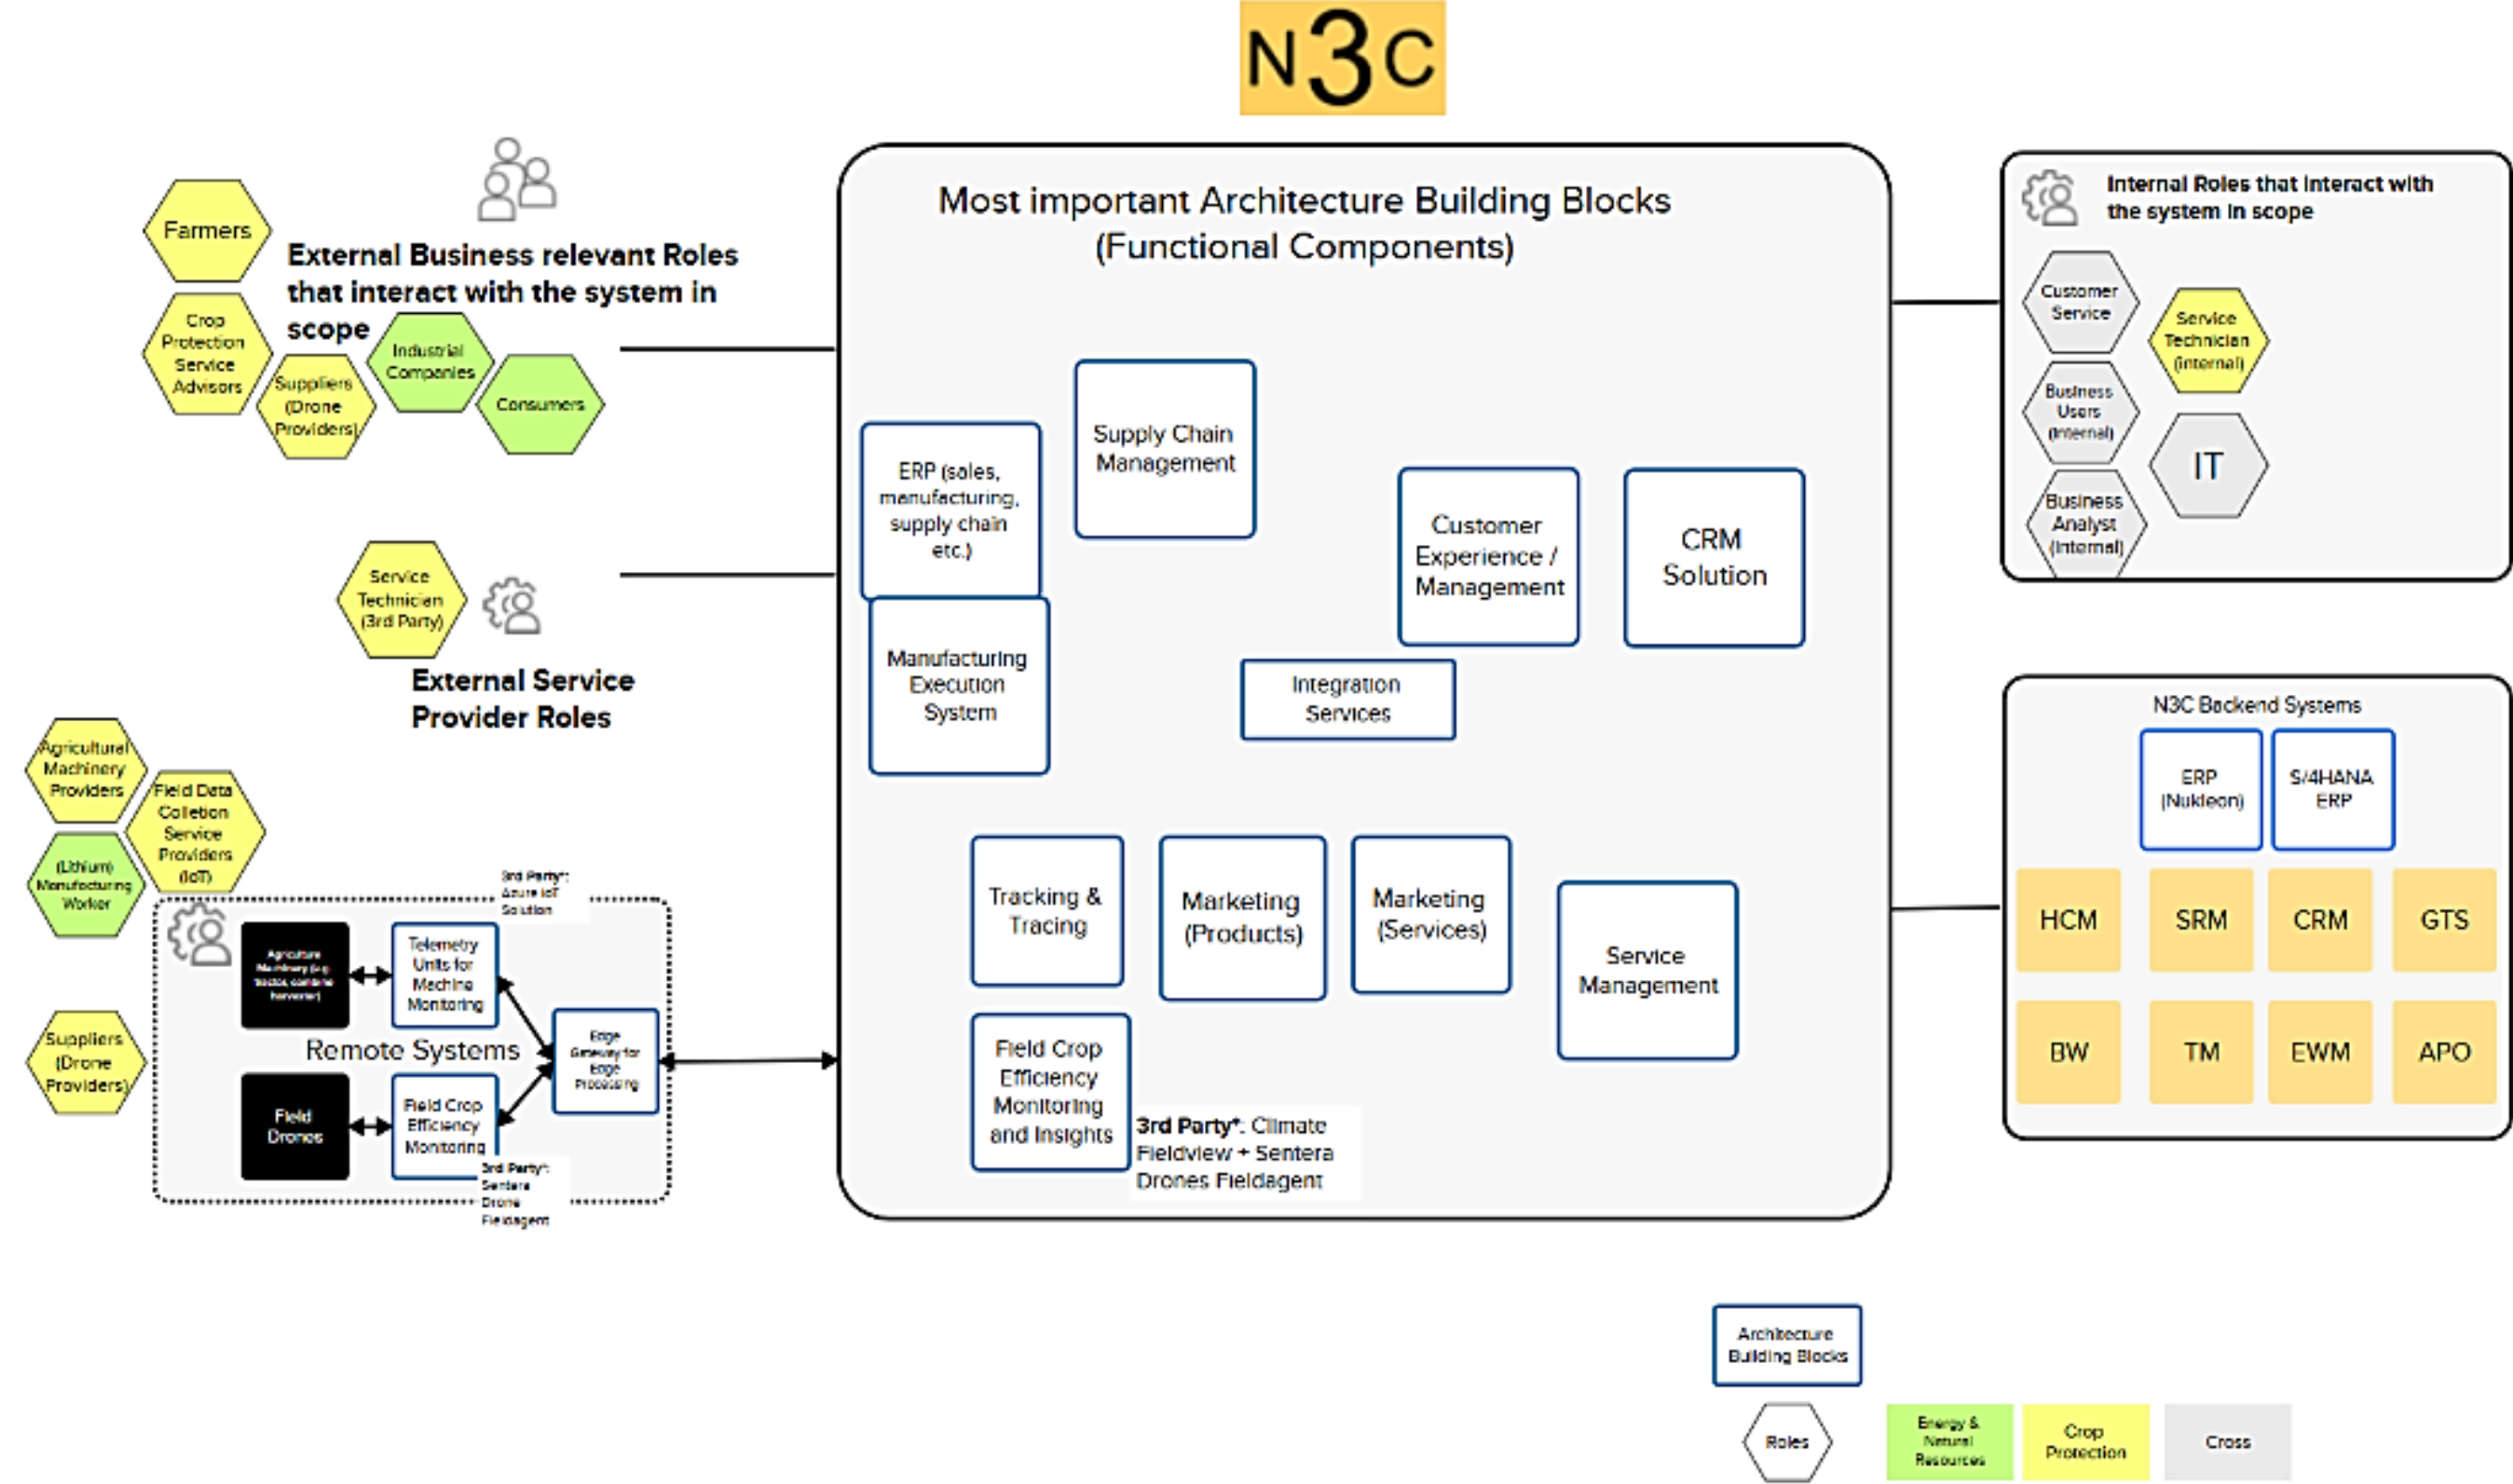 N3C
Farmers
Crop
Protection
Service
Advisors
Suppliers
(Drone
Providers)
Industrial
Companies
Consumers
External Business relevant Roles
that interact with the system in
scope
Service
Technician
(3rd Party)
External Service
Provider Roles
Agricultural
Machinery
Providers
Field Data
Colletion
Service
Providers
(IoT)
(Lithium)
Manufacturing
Worker
Suppliers
(Drone
Providers)
3rd Party*:
Azure IoT
Solution
Agriculture
Machinery (e.g.
tractor, combine
harvester)
Telemetry
Units for
Machine
Monitoring
Remote Systems
Edge
Gateway for
Edge
Processing
Field
Drones
Field Crop
Efficiency
Monitoring
3rd Party*:
Sentera
Drone
Fieldagent
Most important Architecture Building Blocks
(Functional Components)
ERP (sales,
manufacturing,
supply chain
etc.)
Supply Chain
Management
Customer
Experience /
Management
CRM
Solution
Manufacturing
Execution
System
Integration
Services
Tracking &
Tracing
Marketing
(Products)
Marketing
(Services)
Service
Management
Field Crop
Efficiency
Monitoring
and Insights
3rd Party*: Climate
Fieldview + Sentera
Drones Fieldagent
Internal Roles that interact with
the system in scope
Customer
Service
Service
Technician
(internal)
Business
Users
(Internal)
IT
Business
Analyst
(Internal)
N3C Backend Systems
ERP
(Nukleon)
S/4HANA
ERP
HCM
SRM
CRM
GTS
BW
TM
EWM
APO
Architecture
Building Blocks
Roles
Energy &
Natural
Resources
Crop
Protection
Cross